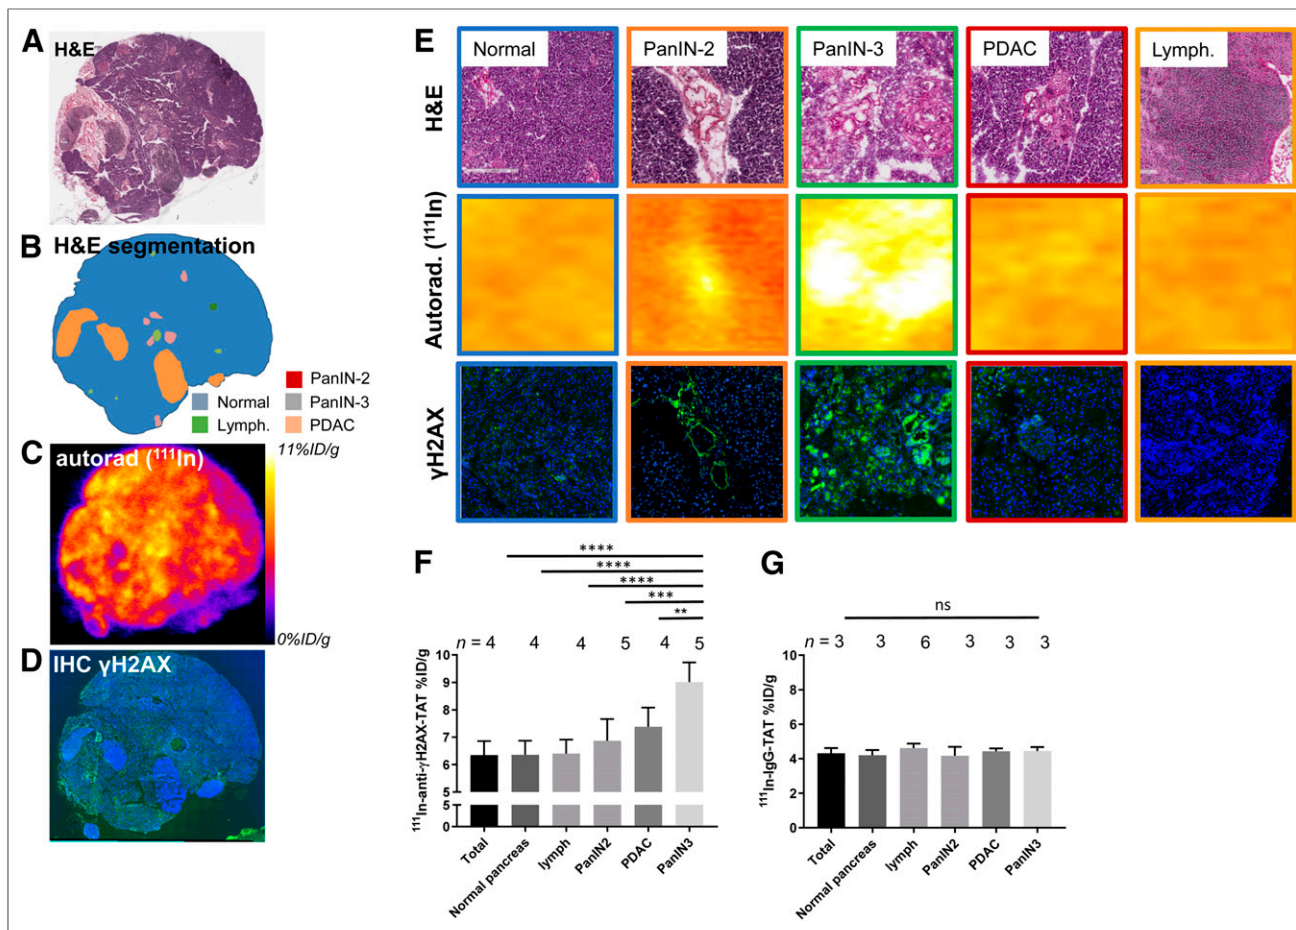 A
H&E
B
H&E segmentation
PanIN-2
Normal
PanIN-3
Lymph.
PDAC
C
autorad (¹¹¹In)
11%ID/g
0%ID/g
D
IHC γH2AX
E
Normal
PanIN-2
PanIN-3
PDAC
Lymph.
H&E
Autorad. (¹¹¹In)
γH2AX
F
****
****
****
***
**
n = 4 4 4 5 4 5
¹¹¹In-anti-γH2AX-TAT %ID/g
10
9
8
7
6
5
5
0
Total
Normal pancreas
lymph
PanIN2
PDAC
PanIN3
G
ns
n = 3 3 6 3 3 3
¹¹¹In-IgG-TAT %ID/g
10
8
6
4
2
0
Total
Normal pancreas
lymph
PanIN2
PDAC
PanIN3